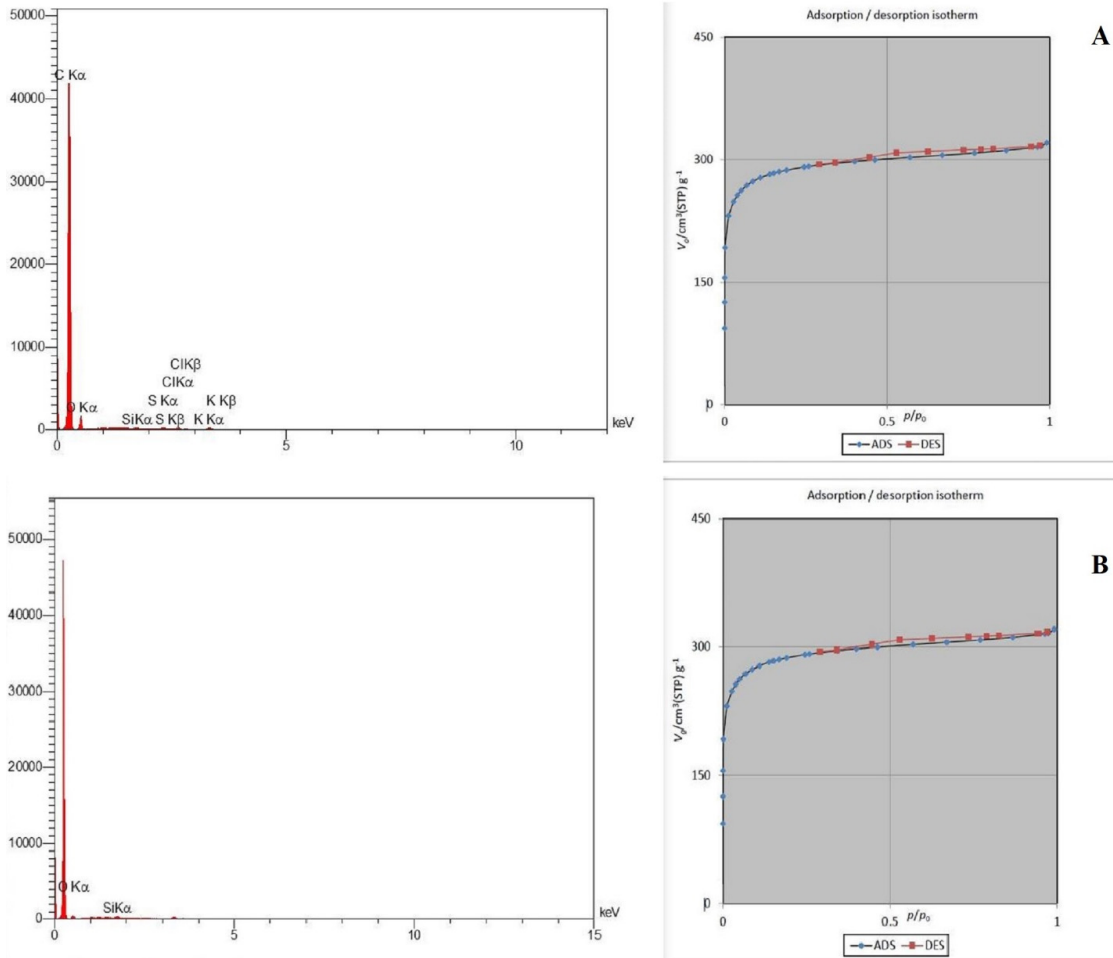 50000
40000
30000
20000
10000
0
C Kα
O Kα
ClKβ
ClKα
S Kα
K Kβ
SiKα
S Kβ
K Kα
0
5
10
keV
Adsorption / desorption isotherm
A
450
300
150
0
Va/cm³(STP) g⁻¹
0
0.5
1
p/p₀
ADS
DES
50000
40000
30000
20000
10000
0
O Kα
SiKα
0
5
10
15
keV
Adsorption / desorption isotherm
B
450
300
150
0
Va/cm³(STP) g⁻¹
0
0.5
1
p/p₀
ADS
DES